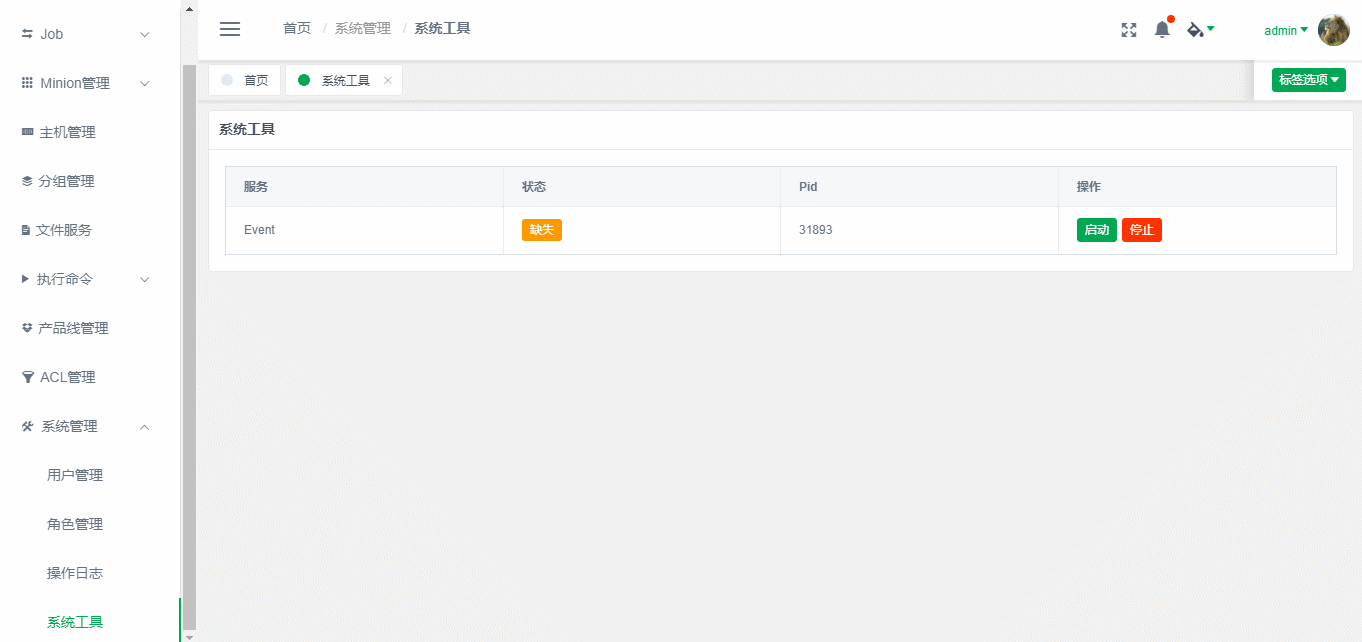 Job
Minion管理
主机管理
分组管理
文件服务
执行命令
产品线管理
ACL管理
系统管理
用户管理
角色管理
操作日志
系统工具
首页 / 系统管理 / 系统工具
admin
首页
系统工具
标签选项
系统工具
服务 状态 Pid 操作
Event 缺失 31893 启动 停止